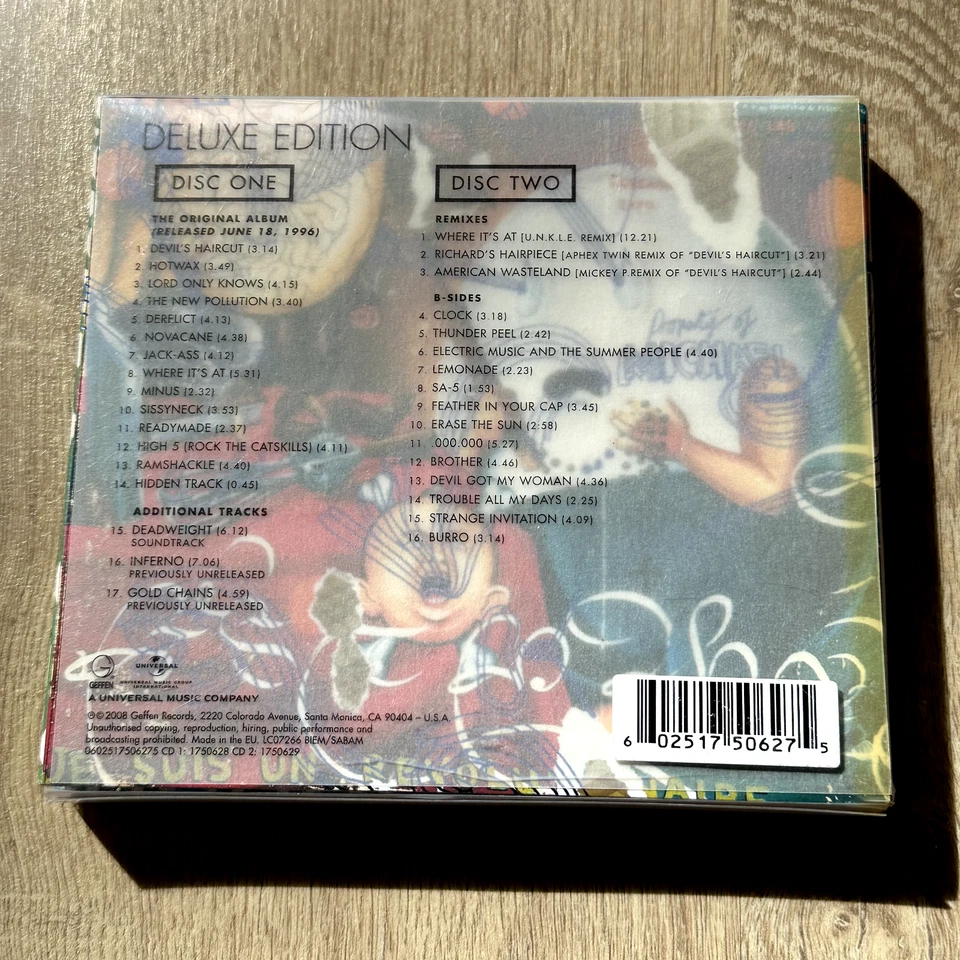 DELUXE EDITION
DISC ONE
THE ORIGINAL ALBUM
(RELEASED JUNE 18, 1996)
1. DEVIL'S HAIRCUT (3.14)
2. HOTWAX (3.49)
3. LORD ONLY KNOWS (4.15)
4. THE NEW POLLUTION (3.40)
5. DERFLICT (4.13)
6. NOVACANE (4.38)
7. JACK-ASS (4.12)
8. WHERE IT'S AT (5.31)
9. MINUS (2.32)
10. SISSYNECK (3.53)
11. READYMADE (2.37)
12. HIGH 5 (ROCK THE CATSKILLS) (4.11)
13. RAMSHACKLE (4.40)
14. HIDDEN TRACK (0.45)
ADDITIONAL TRACKS
15. DEADWEIGHT (6.12)
SOUNDTRACK
16. INFERNO (7.06)
PREVIOUSLY UNRELEASED
17. GOLD CHAINS (4.59)
PREVIOUSLY UNRELEASED
DISC TWO
REMIXES
1. WHERE IT'S AT [U.N.K.L.E. REMIX] (12.21)
2. RICHARD'S HAIRPIECE [APHEX TWIN REMIX OF "DEVIL'S HAIRCUT"] (3.21)
3. AMERICAN WASTELAND [MICKEY P.REMIX OF "DEVIL'S HAIRCUT"] (2.44)
B-SIDES
4. CLOCK (3.18)
5. THUNDER PEEL (2.42)
6. ELECTRIC MUSIC AND THE SUMMER PEOPLE (4.40)
7. LEMONADE (2.23)
8. SA-5 (1.53)
9. FEATHER IN YOUR CAP (3.45)
10. ERASE THE SUN (2:58)
11. .000.000 (5.27)
12. BROTHER (4.46)
13. DEVIL GOT MY WOMAN (4.36)
14. TROUBLE ALL MY DAYS (2.25)
15. STRANGE INVITATION (4.09)
16. BURRO (3.14)
GEFFEN
UNIVERSAL
UNIVERSAL MUSIC GROUP
INTERNATIONAL
A UNIVERSAL MUSIC COMPANY
℗© 2008 Geffen Records, 2220 Colorado Avenue, Santa Monica, CA 90404 – U.S.A.
Unauthorised copying, reproduction, hiring, public performance and
broadcasting prohibited. Made in the EU. LC07266 BIEM/SABAM
0602517506275 CD 1: 1750628 CD 2: 1750629
6 02517 50627 5
SUIS UN